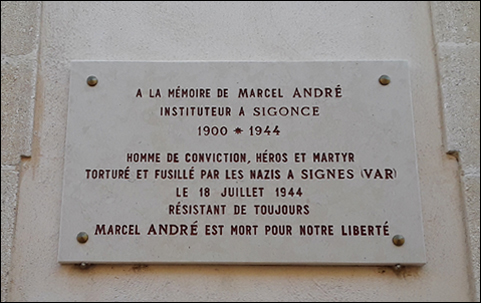 A LA MÉMOIRE DE MARCEL ANDRÉ
INSTITUTEUR A SIGONCE
1900 * 1944
HOMME DE CONVICTION, HÉROS ET MARTYR
TORTURÉ ET FUSILLÉ PAR LES NAZIS A SIGNES (VAR)
LE 18 JUILLET 1944
RÉSISTANT DE TOUJOURS
MARCEL ANDRÉ EST MORT POUR NOTRE LIBERTÉ